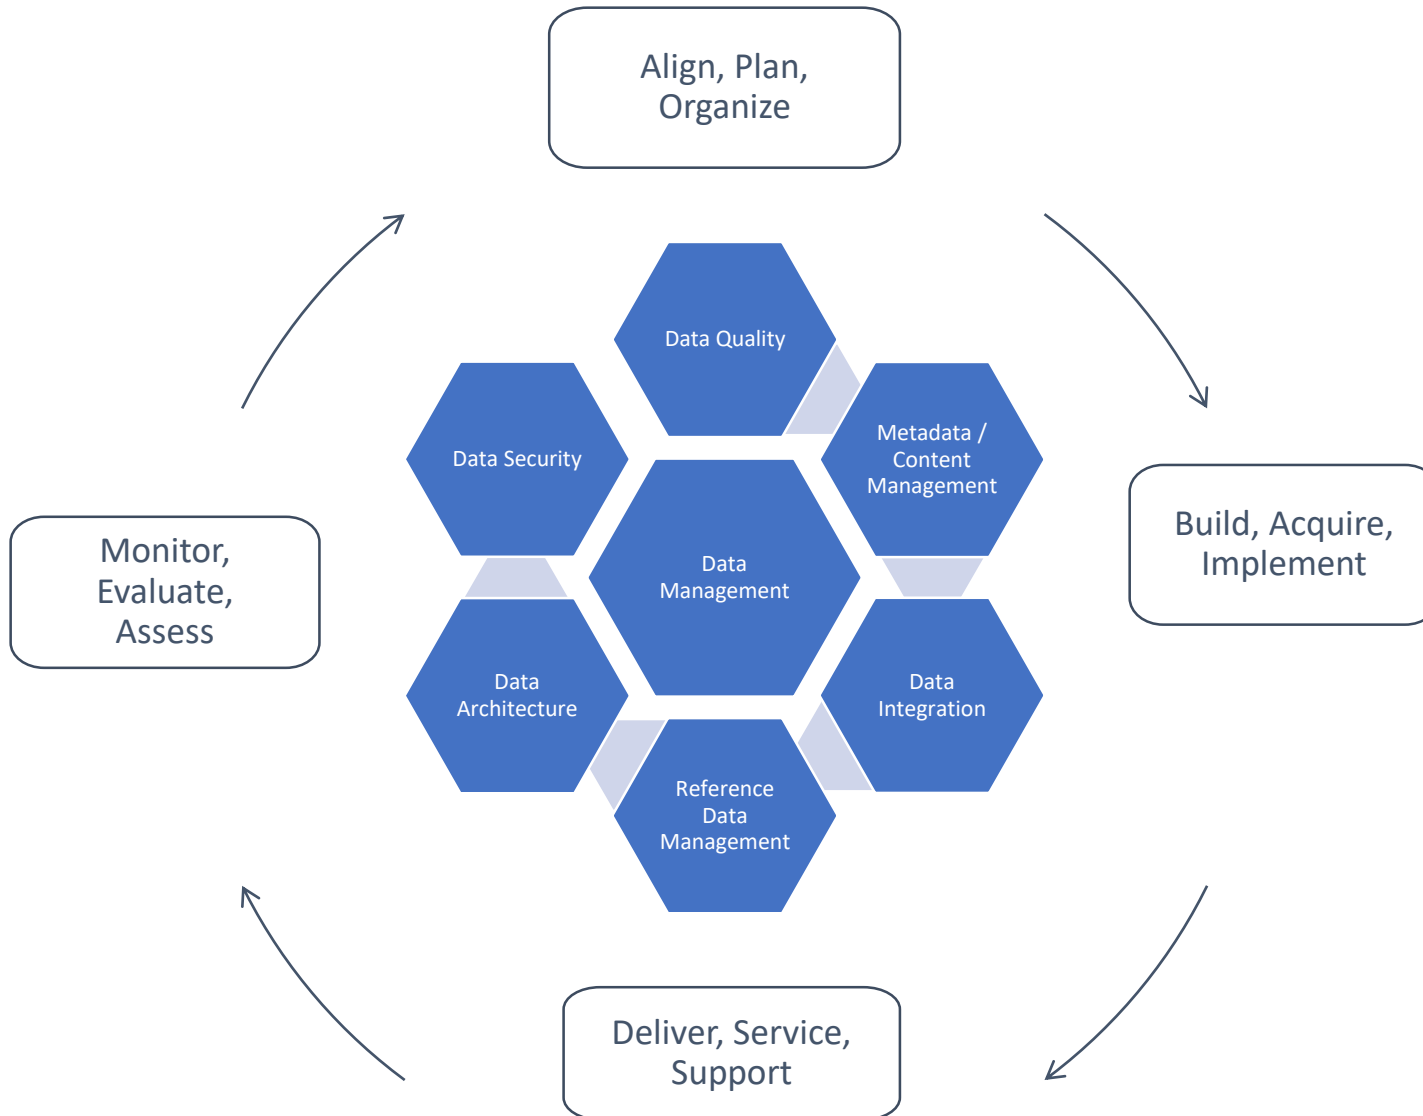 Align, Plan,
Organize
Data Quality
Metadata /
Content
Management
Data Security
Build, Acquire,
Implement
Monitor,
Evaluate,
Assess
Data
Management
Data
Architecture
Data
Integration
Reference
Data
Management
Deliver, Service,
Support